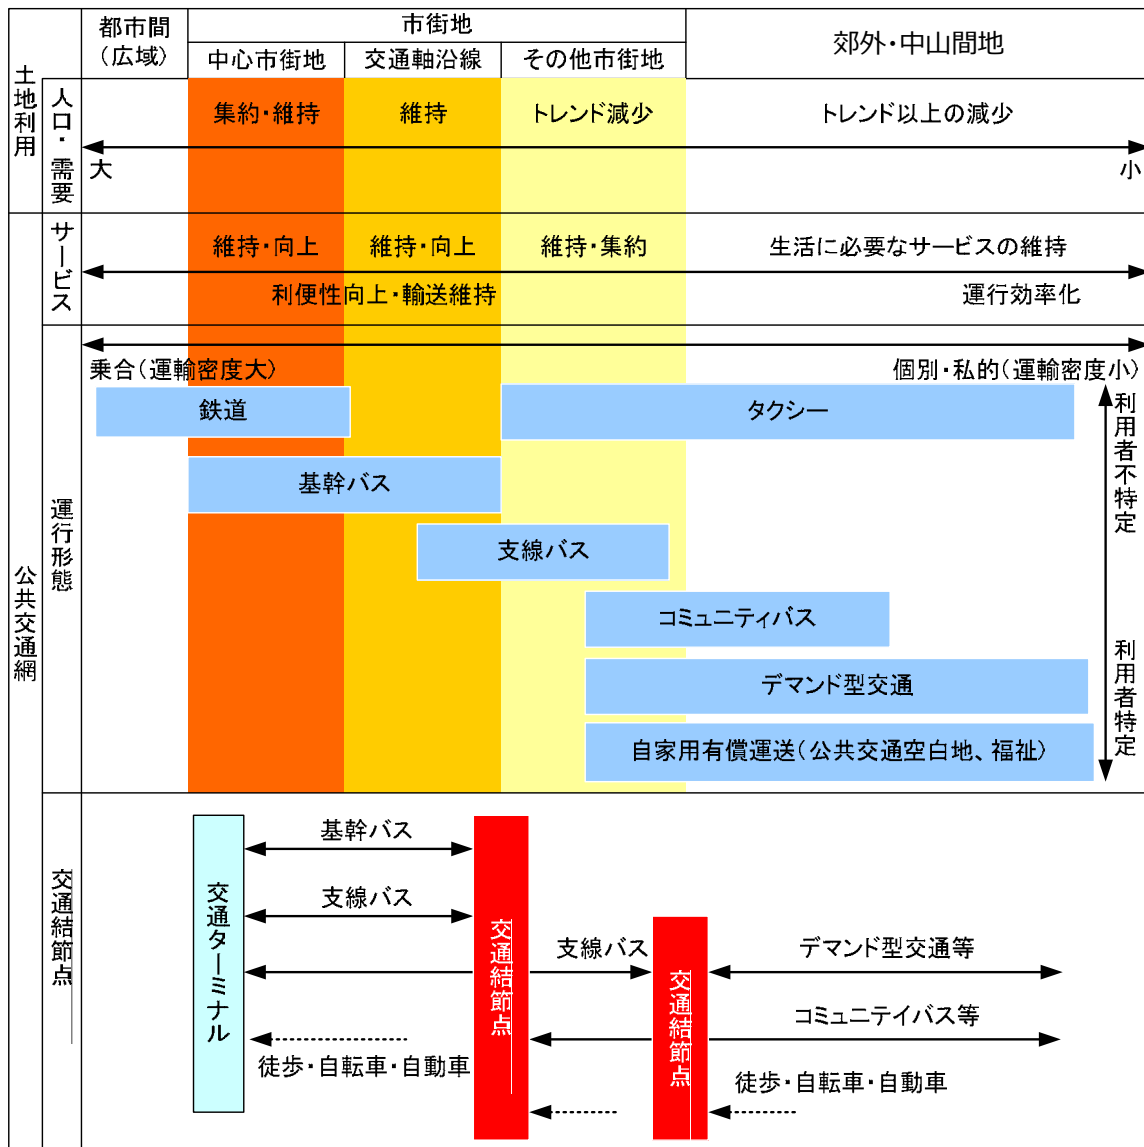 都市間
（広域）
市街地
郊外・中山間地
中心市街地
交通軸沿線
その他市街地
土地利用
人口・需要
集約・維持
維持
トレンド減少
トレンド以上の減少
大
小
公共交通網
サービス
維持・向上
維持・向上
維持・集約
生活に必要なサービスの維持
利便性向上・輸送維持
運行効率化
運行形態
乗合（運輸密度大）
個別・私的（運輸密度小）
鉄道
タクシー
利用者不特定
基幹バス
支線バス
コミュニティバス
利用者特定
デマンド型交通
自家用有償運送（公共交通空白地、福祉）
交通結節点
交通ターミナル
基幹バス
支線バス
交通結節点
支線バス
交通結節点
デマンド型交通等
コミュニテイバス等
徒歩・自転車・自動車
徒歩・自転車・自動車